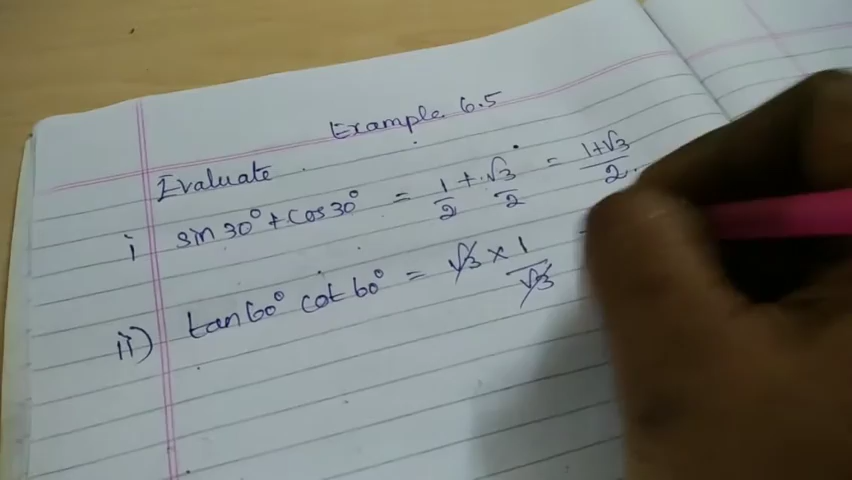 Example 6.5
Evaluate
i sin 30° + cos 30° = 1/2 + √3/2 = 1+√3/2.
ii) tan 60° cot 60° = √3 × 1/√3